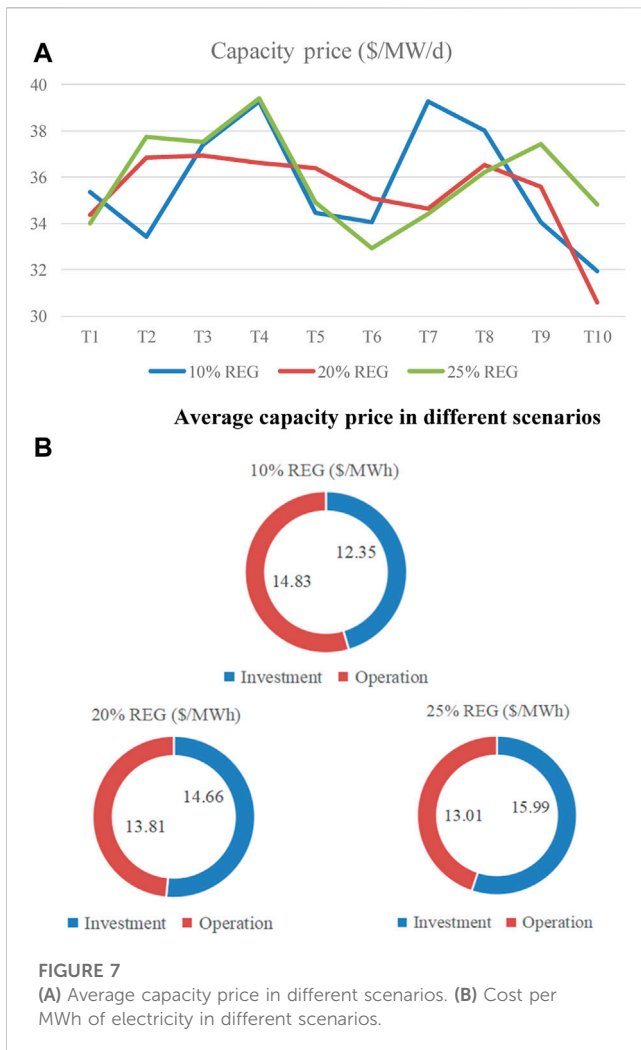 A
Capacity price ($/MW/d)
40
38
36
34
32
30
T1 T2 T3 T4 T5 T6 T7 T8 T9 T10
10% REG 20% REG 25% REG
Average capacity price in different scenarios
B
10% REG ($/MWh)
12.35
14.83
Investment Operation
20% REG ($/MWh)
14.66
13.81
Investment Operation
25% REG ($/MWh)
13.01 15.99
Investment Operation
FIGURE 7
(A) Average capacity price in different scenarios. (B) Cost per
MWh of electricity in different scenarios.